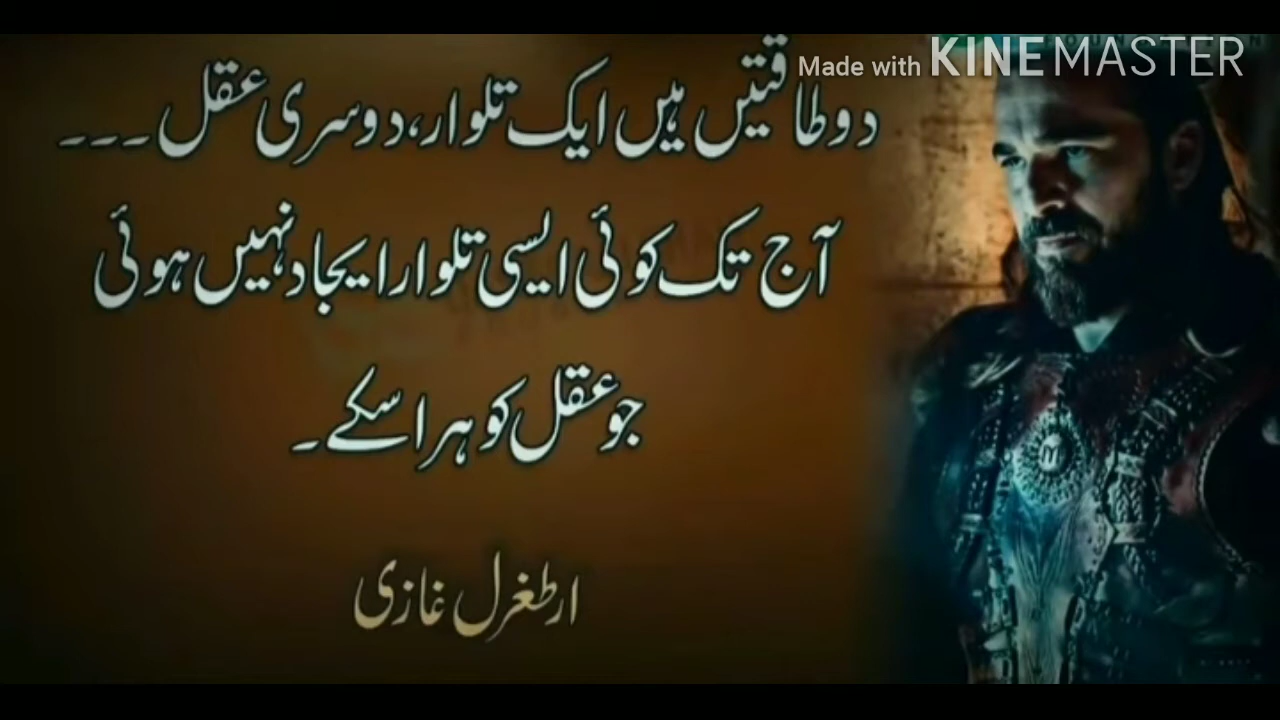 Made with KINEMASTER
دو طاقتیں ہیں ایک تلوار، دوسری عقل ---
آج تک کوئی ایسی تلوار ایجاد نہیں ہوئی
جو عقل کو ہرا سکے۔
ارطغرل غازی